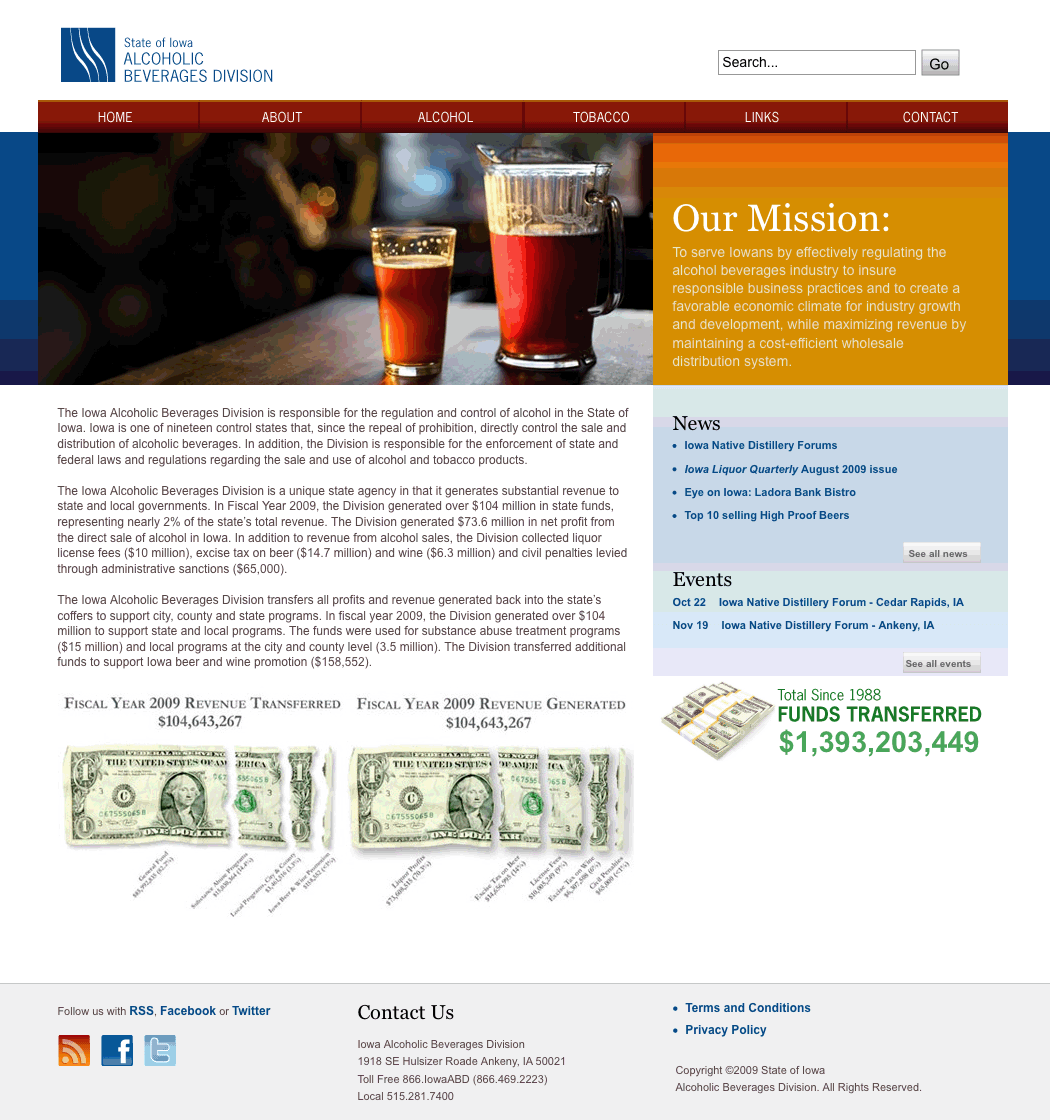 State of Iowa
ALCOHOLIC
BEVERAGES DIVISION
Search...
Go
HOME
ABOUT
ALCOHOL
TOBACCO
LINKS
CONTACT
Our Mission:
To serve Iowans by effectively regulating the
alcohol beverages industry to insure
responsible business practices and to create a
favorable economic climate for industry growth
and development, while maximizing revenue by
maintaining a cost-efficient wholesale
distribution system.
The Iowa Alcoholic Beverages Division is responsible for the regulation and control of alcohol in the State of
Iowa. Iowa is one of nineteen control states that, since the repeal of prohibition, directly control the sale and
distribution of alcoholic beverages. In addition, the Division is responsible for the enforcement of state and
federal laws and regulations regarding the sale and use of alcohol and tobacco products.
The Iowa Alcoholic Beverages Division is a unique state agency in that it generates substantial revenue to
state and local governments. In Fiscal Year 2009, the Division generated over $104 million in state funds,
representing nearly 2% of the state's total revenue. The Division generated $73.6 million in net profit from
the direct sale of alcohol in Iowa. In addition to revenue from alcohol sales, the Division collected liquor
license fees ($10 million), excise tax on beer ($14.7 million) and wine ($6.3 million) and civil penalties levied
through administrative sanctions ($65,000).
The Iowa Alcoholic Beverages Division transfers all profits and revenue generated back into the state's
coffers to support city, county and state programs. In fiscal year 2009, the Division generated over $104
million to support state and local programs. The funds were used for substance abuse treatment programs
($15 million) and local programs at the city and county level (3.5 million). The Division transferred additional
funds to support Iowa beer and wine promotion ($158,552).
News
• Iowa Native Distillery Forums
• Iowa Liquor Quarterly August 2009 issue
• Eye on Iowa: Ladora Bank Bistro
• Top 10 selling High Proof Beers
See all news
Events
Oct 22 Iowa Native Distillery Forum - Cedar Rapids, IA
Nov 19 Iowa Native Distillery Forum - Ankeny, IA
See all events
Total Since 1988
FUNDS TRANSFERRED
$1,393,203,449
FISCAL YEAR 2009 REVENUE TRANSFERRED
$104,643,267
FISCAL YEAR 2009 REVENUE GENERATED
$104,643,267
THE UNITED STATES OF AMERICA
ONE DOLLAR
THE UNITED STATES OF AMERICA
ONE DOLLAR
General Fund
Substance Abuse Programs
Local Programs, City & County
Iowa Beer & Wine Promotion
Liquor Profits
Excise Tax on Beer
License Fees
Excise Tax on Wine
Civil Penalties
Follow us with RSS, Facebook or Twitter
Contact Us
Iowa Alcoholic Beverages Division
1918 SE Hulsizer Roade Ankeny, IA 50021
Toll Free 866.IowaABD (866.469.2223)
Local 515.281.7400
• Terms and Conditions
• Privacy Policy
Copyright ©2009 State of Iowa
Alcoholic Beverages Division. All Rights Reserved.